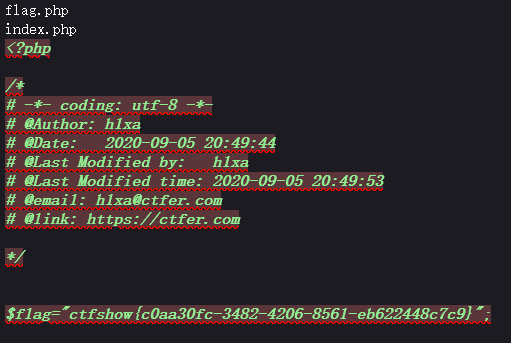 flag.php
index.php
<?php
/*
# -*- coding: utf-8 -*-
# @Author: h1xa
# @Date:   2020-09-05 20:49:44
# @Last Modified by:   h1xa
# @Last Modified time: 2020-09-05 20:49:53
# @email: h1xa@ctfer.com
# @link: https://ctfer.com
*/
$flag="ctfshow{c0aa30fc-3482-4206-8561-eb622448c7c9}";